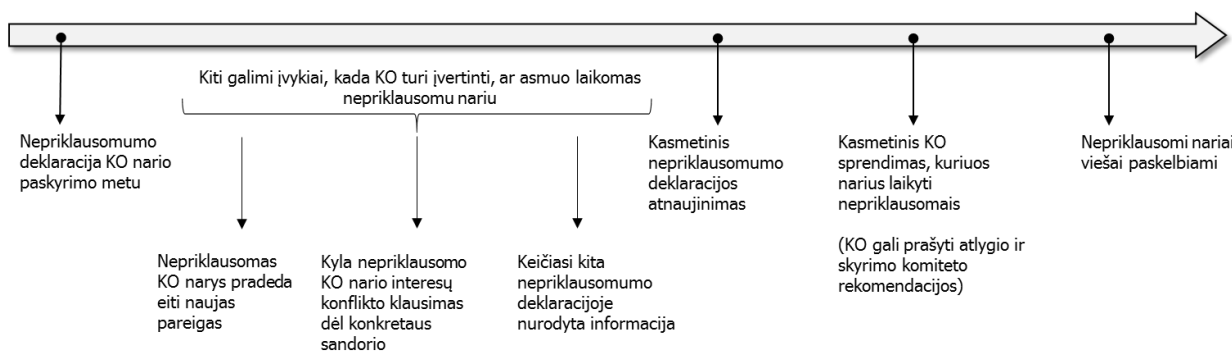 Kiti galimi įvykiai, kada KO turi įvertinti, ar asmuo laikomas
nepriklausomu nariu
Nepriklausomumo
deklaracija KO nario
paskyrimo metu
Nepriklausomas
KO narys pradeda
eiti naujas
pareigas
Kyla nepriklausomo
KO nario interesų
konflikto klausimas
dėl konkretaus
sandorio
Keičiasi kita
nepriklausomumo
deklaracijoje
nurodyta informacija
Kasmetinis
nepriklausomumo
deklaracijos
atnaujinimas
Kasmetinis KO
sprendimas, kuriuos
narius laikyti
nepriklausomais
(KO gali prašyti atlygio ir
skyrimo komiteto
rekomendacijos)
Nepriklausomi nariai
viešai paskelbiami